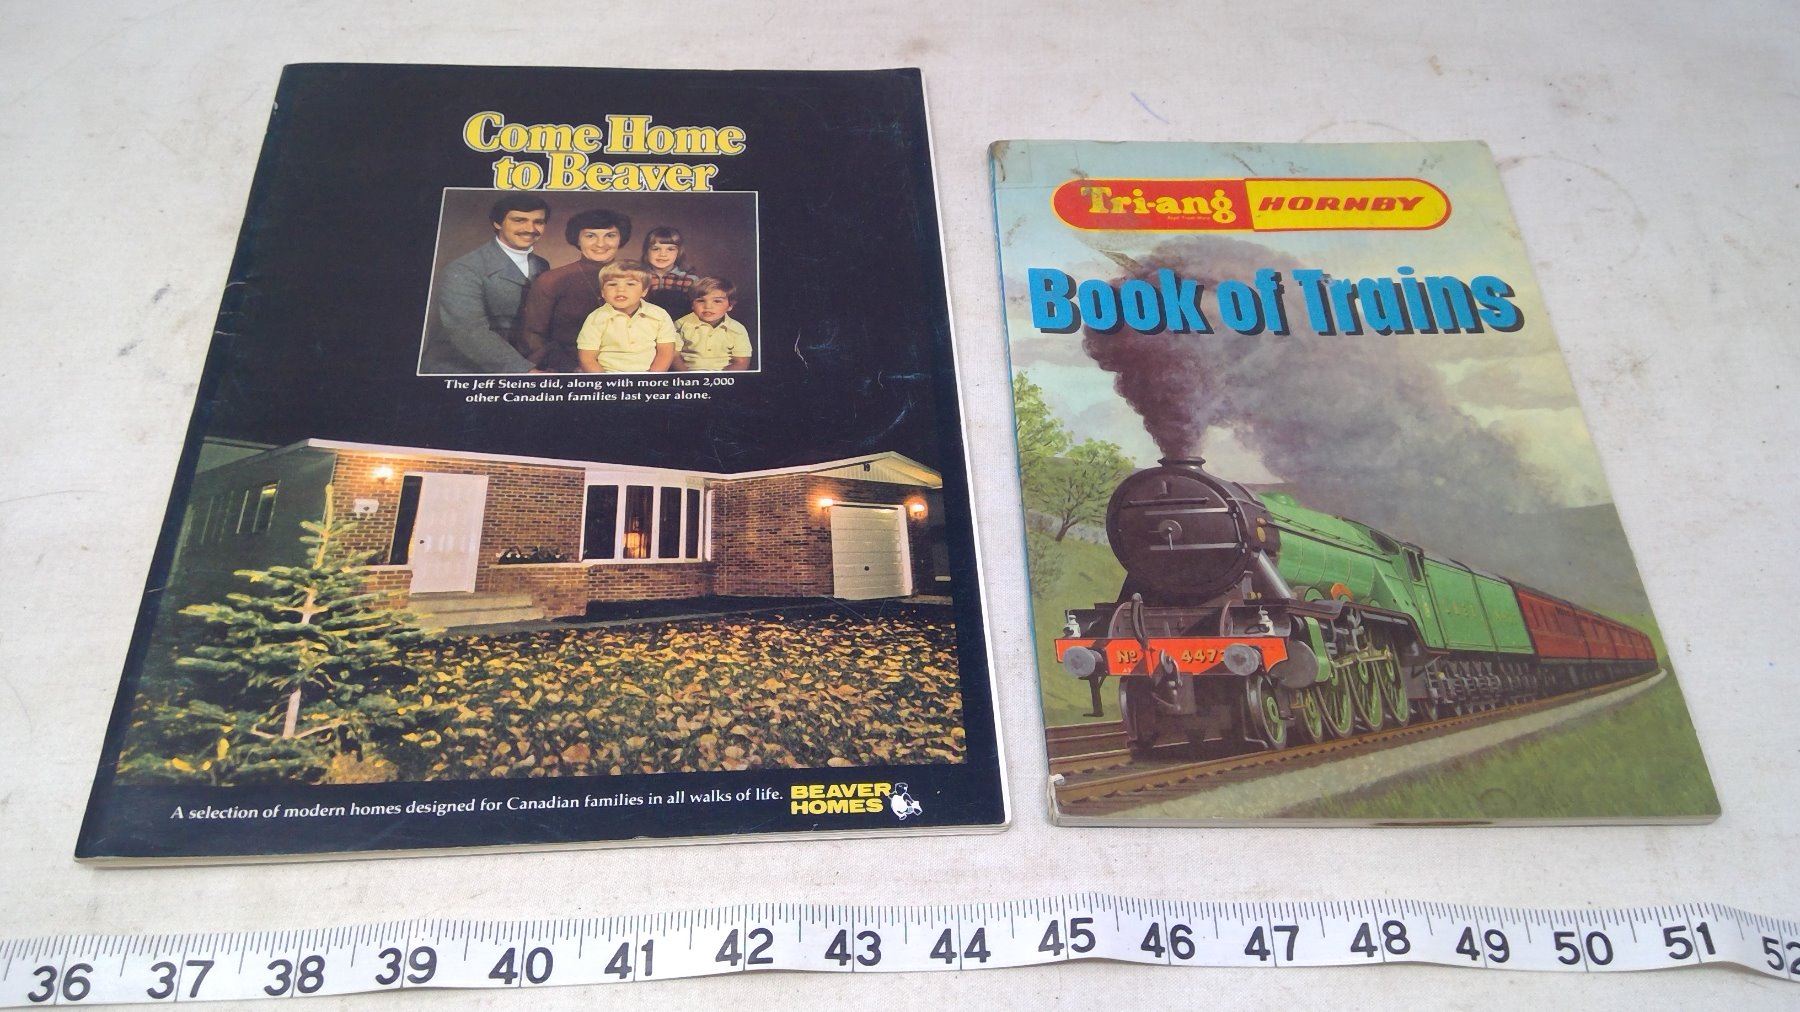 Come Home
to Beaver
The Jeff Steins did, along with more than 2,000
other Canadian families last year alone.
A selection of modern homes designed for Canadian families in all walks of life.
BEAVER
HOMES
Tri-ang HORNBY
Book of Trains
No 4472
36 37 38 39 40 41 42 43 44 45 46 47 48 49 50 51 52